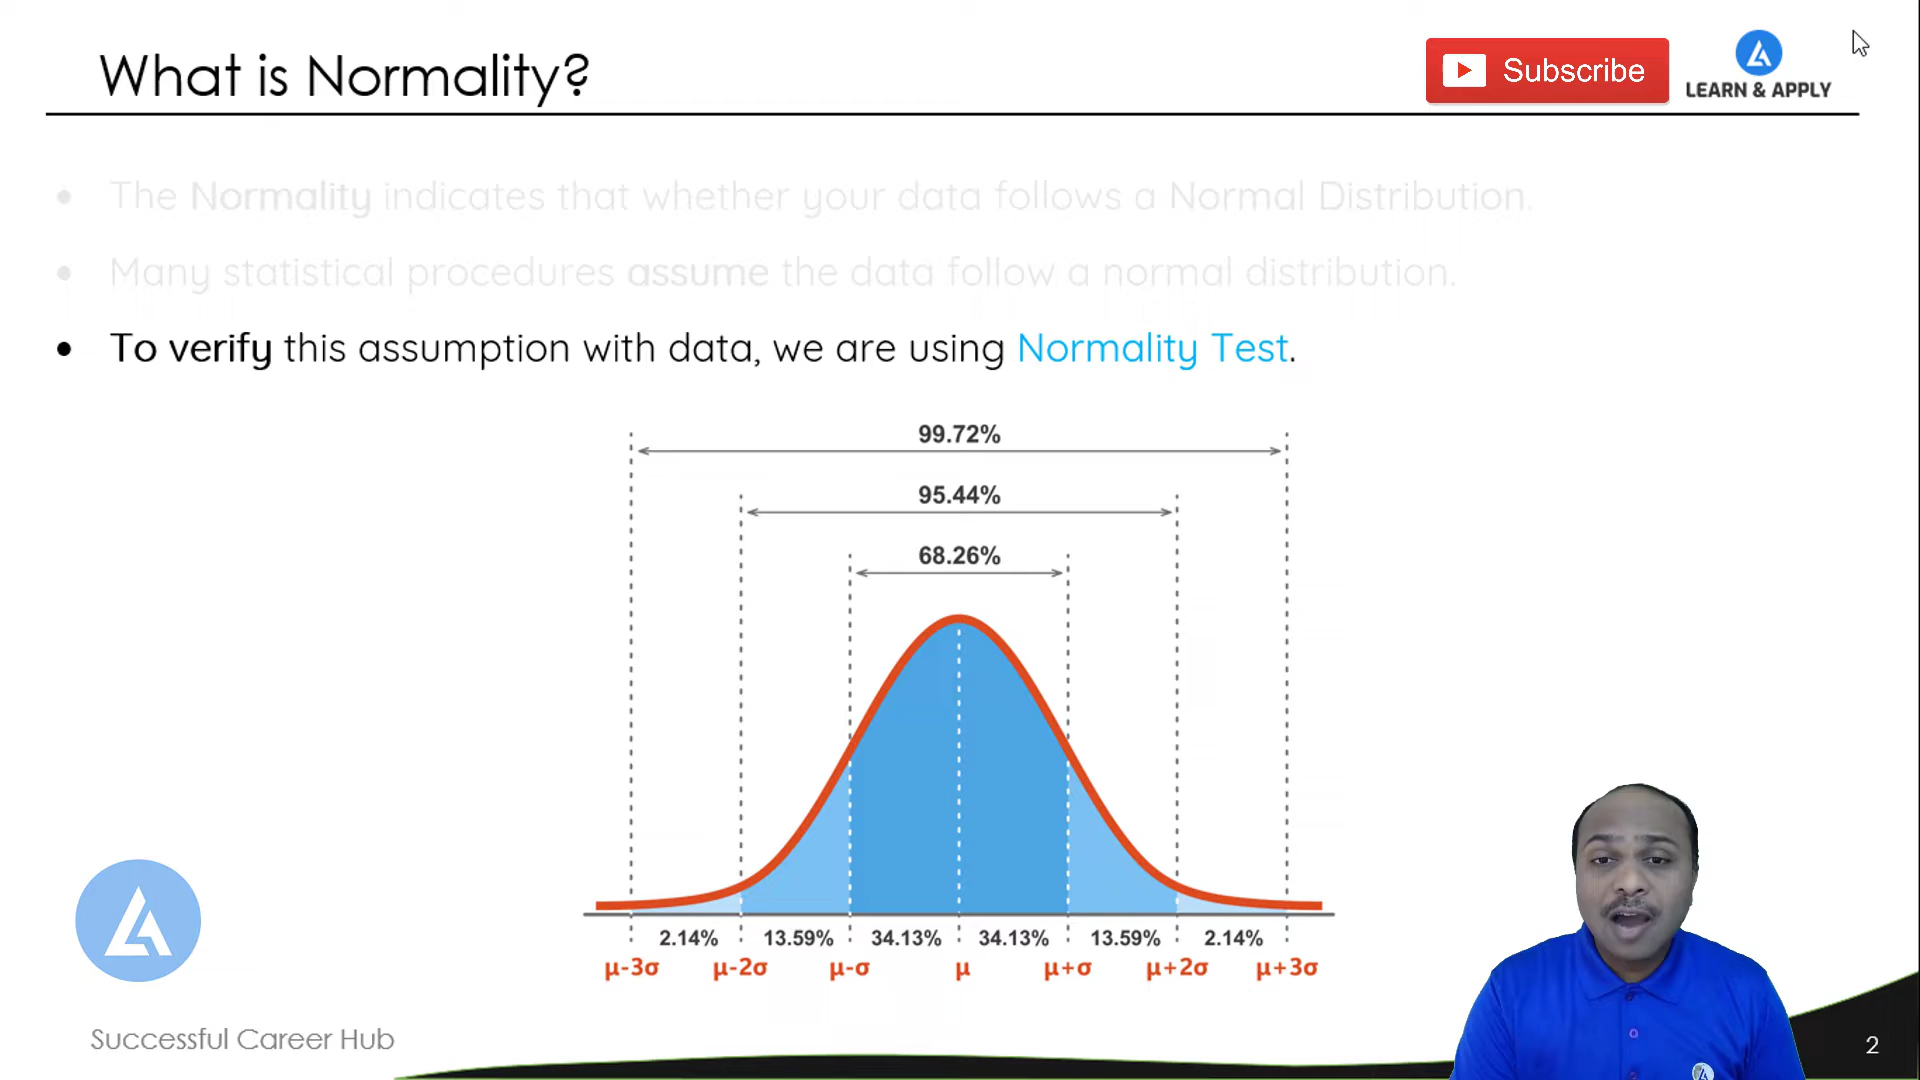 What is Normality?
Subscribe
LEARN & APPLY
• The Normality indicates that whether your data follows a Normal Distribution.
• Many statistical procedures assume the data follow a normal distribution.
• To verify this assumption with data, we are using Normality Test.
99.72%
95.44%
68.26%
2.14% 13.59% 34.13% 34.13% 13.59% 2.14%
μ-3σ μ-2σ μ-σ μ μ+σ μ+2σ μ+3σ
Successful Career Hub
2